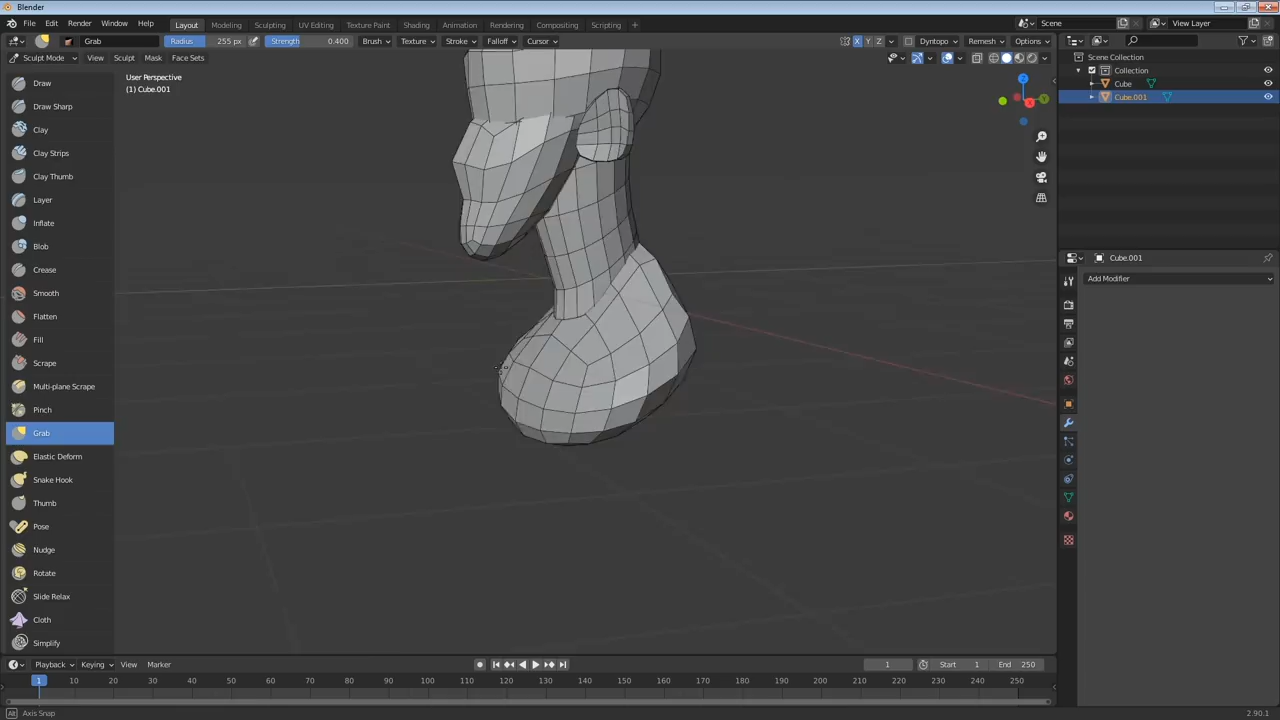 Blender
File Edit Render Window Help Layout Modeling Sculpting UV Editing Texture Paint Shading Animation Rendering Compositing Scripting + Scene View Layer
Grab Radius 255 px Strength 0.400 Brush Texture Stroke Falloff Cursor X Y Z Dyntopo Remesh Options
Sculpt Mode View Sculpt Mask Face Sets
Scene Collection
Collection
Cube
Cube.001
User Perspective
(1) Cube.001
Z
X
Y
Draw
Draw Sharp
Clay
Clay Strips
Clay Thumb
Layer
Inflate
Blob
Crease
Smooth
Flatten
Fill
Scrape
Multi-plane Scrape
Pinch
Grab
Elastic Deform
Snake Hook
Thumb
Pose
Nudge
Rotate
Slide Relax
Cloth
Simplify
Cube.001
Add Modifier
Playback Keying View Marker 1 Start 1 End 250
1 10 20 30 40 50 60 70 80 90 100 110 120 130 140 150 160 170 180 190 200 210 220 230 240 250
Alt Axis Snap 2.90.1